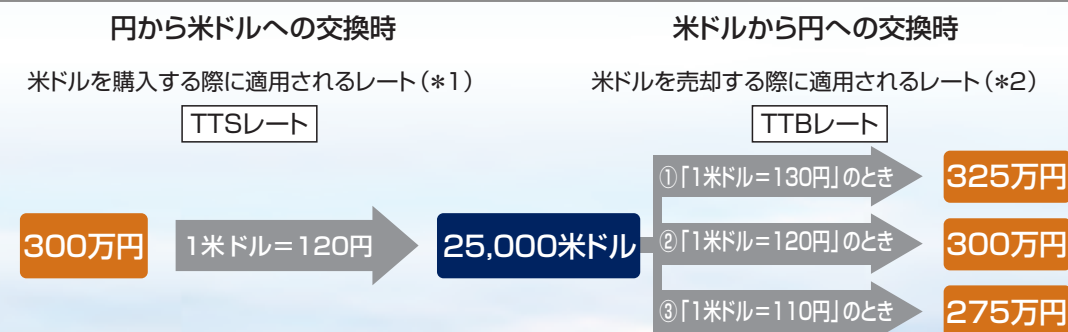 円から米ドルへの交換時
米ドルを購入する際に適用されるレート（*1）
TTSレート
300万円
1米ドル＝120円
25,000米ドル
米ドルから円への交換時
米ドルを売却する際に適用されるレート（*2）
TTBレート
①「1米ドル＝130円」のとき
325万円
②「1米ドル＝120円」のとき
300万円
③「1米ドル＝110円」のとき
275万円